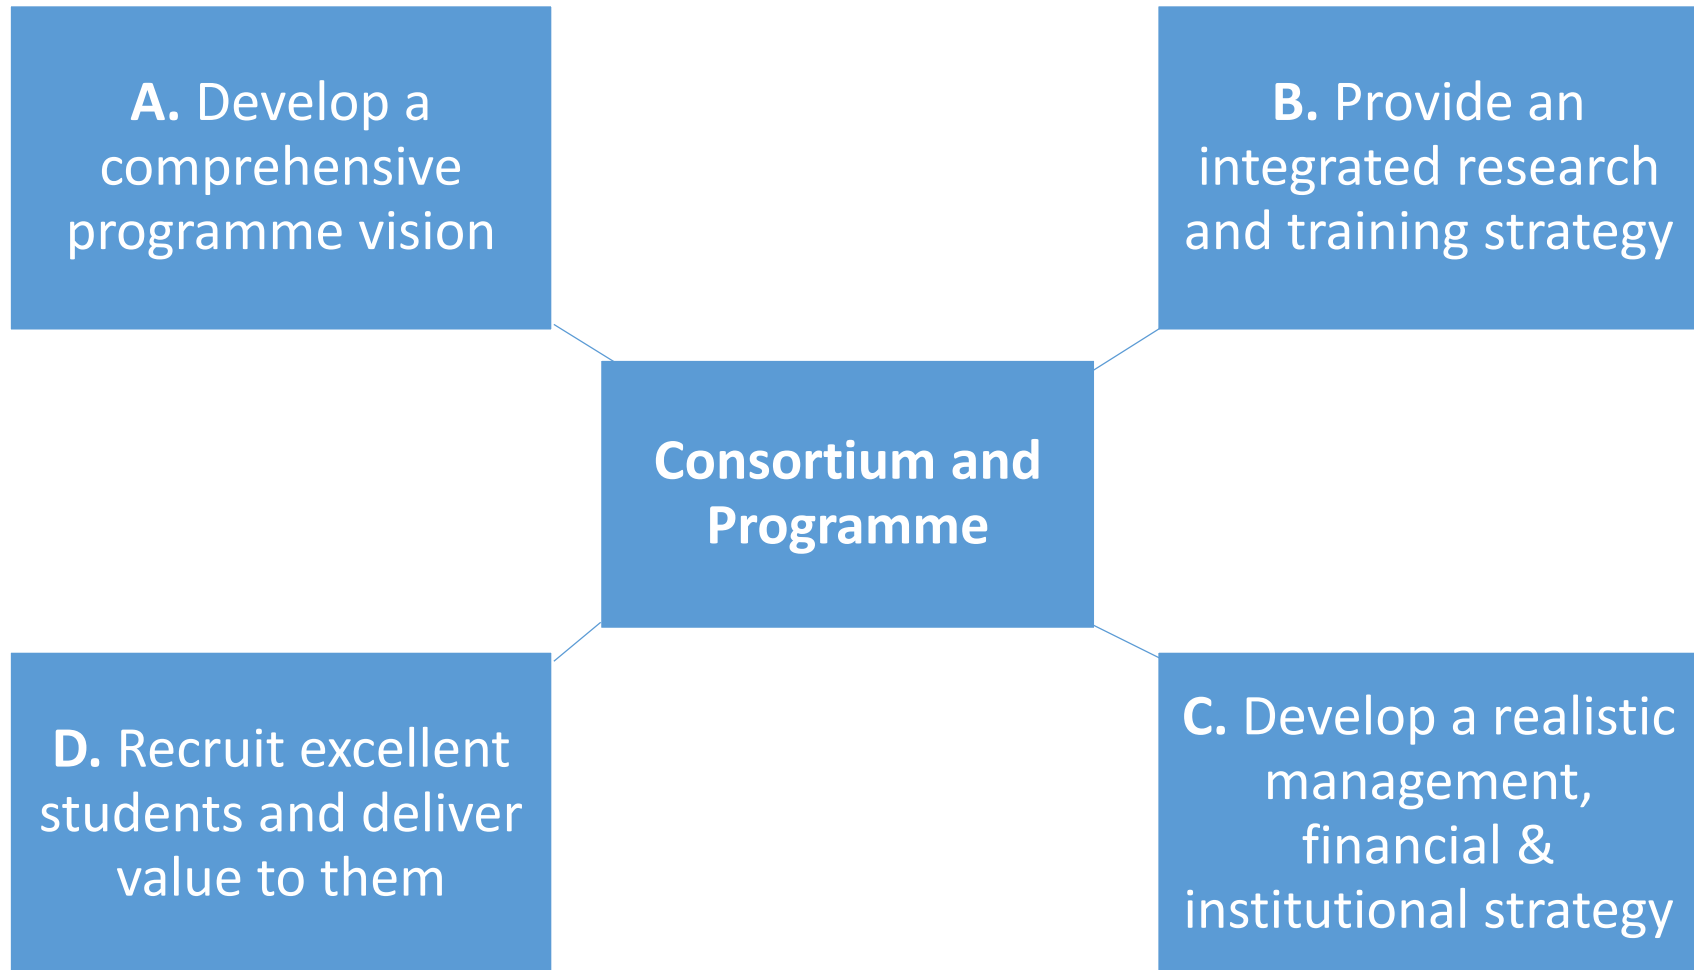 A. Develop a
comprehensive
programme vision
B. Provide an
integrated research
and training strategy
Consortium and
Programme
D. Recruit excellent
students and deliver
value to them
C. Develop a realistic
management,
financial &
institutional strategy